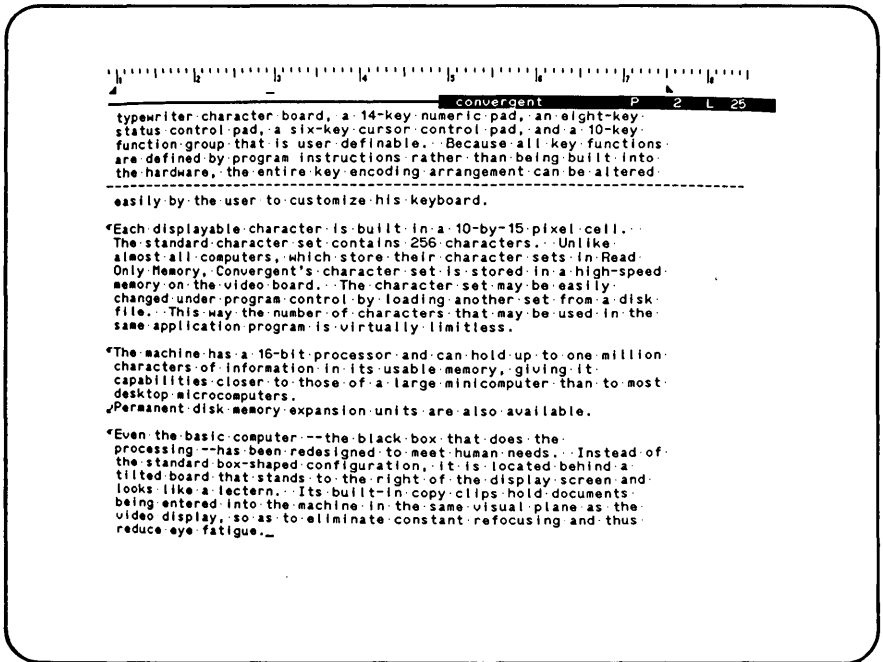 1 2 3 4 5 6 7 8
convergent P 2 L 25
typewriter character board, a 14-key numeric pad, an eight-key
status control pad, a six-key cursor control pad, and a 10-key
function group that is user definable. Because all key functions
are defined by program instructions rather than being built into
the hardware, the entire key encoding arrangement can be altered
easily by the user to customize his keyboard.
Each displayable character is built in a 10-by-15 pixel cell.
The standard character set contains 256 characters. Unlike
almost all computers, which store their character sets in Read
Only Memory, Convergent's character set is stored in a high-speed
memory on the video board. The character set may be easily
changed under program control by loading another set from a disk
file. This way the number of characters that may be used in the
same application program is virtually limitless.
The machine has a 16-bit processor and can hold up to one million
characters of information in its usable memory, giving it
capabilities closer to those of a large minicomputer than to most
desktop microcomputers.
Permanent disk memory expansion units are also available.
Even the basic computer --the black box that does the
processing --has been redesigned to meet human needs. Instead of
the standard box-shaped configuration, it is located behind a
tilted board that stands to the right of the display screen and
looks like a lectern. Its built-in copy clips hold documents
being entered into the machine in the same visual plane as the
video display, so as to eliminate constant refocusing and thus
reduce eye fatigue._